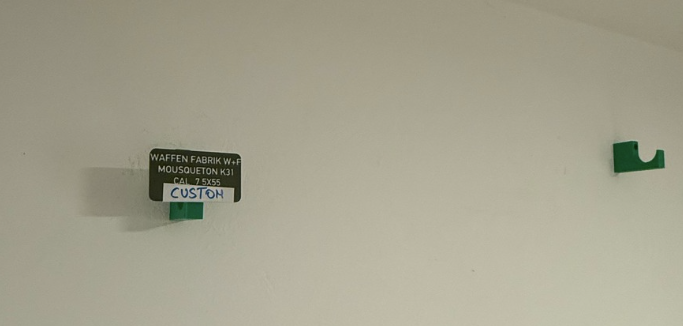 WAFFEN FABRIK W+F
MOUSQUETON K31
CAL 7.5X55
CUSTOM